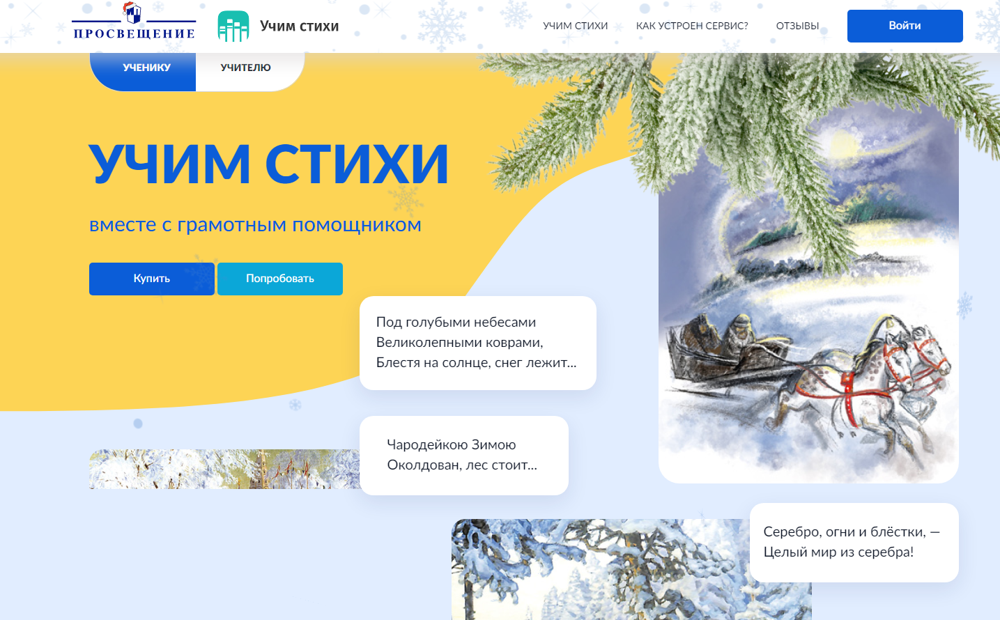 ПРОСВЕЩЕНИЕ
Учим стихи
УЧИМ СТИХИ
КАК УСТРОЕН СЕРВИС?
ОТЗЫВЫ
Войти
УЧЕНИКУ
УЧИТЕЛЮ
УЧИМ СТИХИ
вместе с грамотным помощником
Купить
Попробовать
Под голубыми небесами
Великолепными коврами,
Блестя на солнце, снег лежит...
Чародейкою Зимою
Околдован, лес стоит...
Серебро, огни и блёстки, —
Целый мир из серебра!